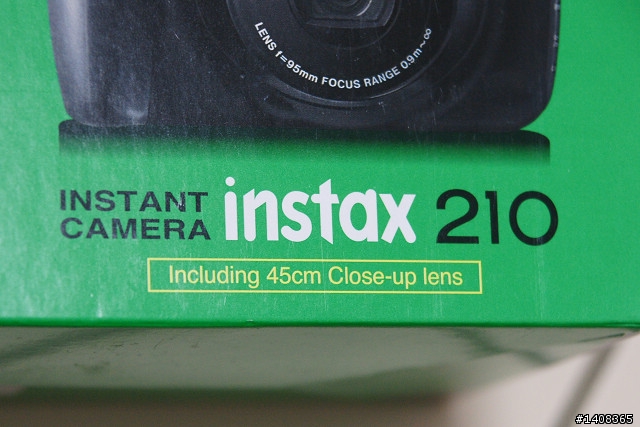 LENS f=95mm FOCUS RANGE 0.9m~∞
INSTANT CAMERA instax 210
Including 45cm Close-up lens
#1408365